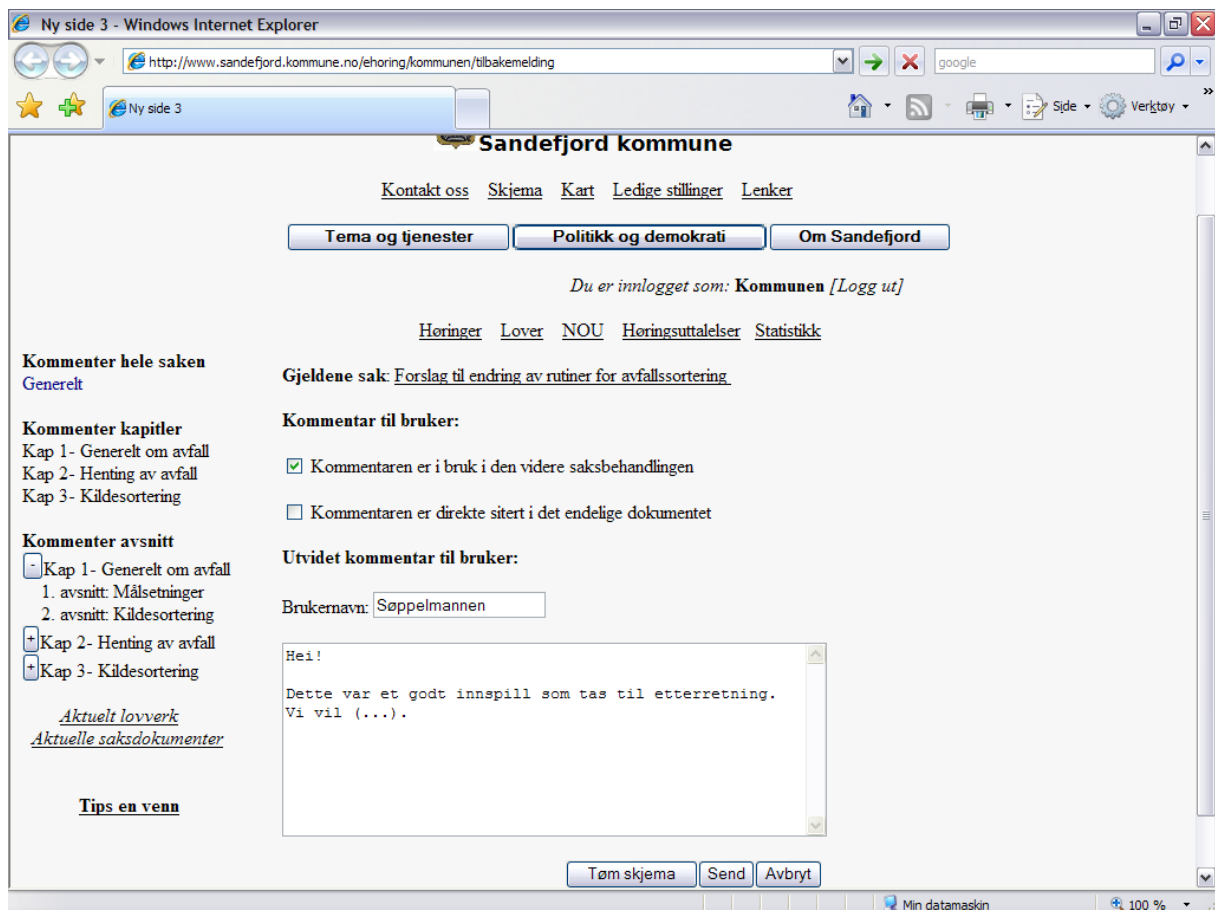 Ny side 3 - Windows Internet Explorer
http://www.sandefjord.kommune.no/ehoring/kommunen/tilbakemelding
google
Ny side 3
Side
Verktøy
»
Sandefjord kommune
Kontakt oss Skjema Kart Ledige stillinger Lenker
Tema og tjenester Politikk og demokrati Om Sandefjord
Du er innlogget som: Kommunen [Logg ut]
Høringer Lover NOU Høringsuttalelser Statistikk
Kommenter hele saken
Generelt
Kommenter kapitler
Kap 1- Generelt om avfall
Kap 2- Henting av avfall
Kap 3- Kildesortering
Kommenter avsnitt
- Kap 1- Generelt om avfall
1. avsnitt: Målsetninger
2. avsnitt: Kildesortering
+ Kap 2- Henting av avfall
+ Kap 3- Kildesortering
Aktuelt lovverk
Aktuelle saksdokumenter
Tips en venn
Gjeldene sak: Forslag til endring av rutiner for avfallssortering
Kommentar til bruker:
Kommentaren er i bruk i den videre saksbehandlingen
Kommentaren er direkte sitert i det endelige dokumentet
Utvidet kommentar til bruker:
Brukernavn: Søppelmannen
Hei!
Dette var et godt innspill som tas til etterretning.
Vi vil (...).
Tøm skjema Send Avbryt
Min datamaskin 100 %